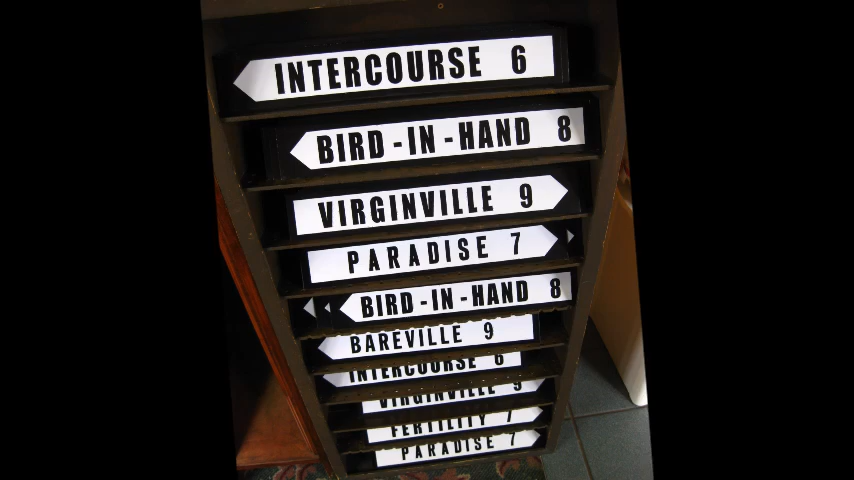 INTERCOURSE 6
BIRD-IN-HAND 8
VIRGINVILLE 9
PARADISE 7
BIRD-IN-HAND 8
BAREVILLE 9
INTERCOURSE 6
VIRGINVILLE 9
FERTILITY 7
PARADISE 7